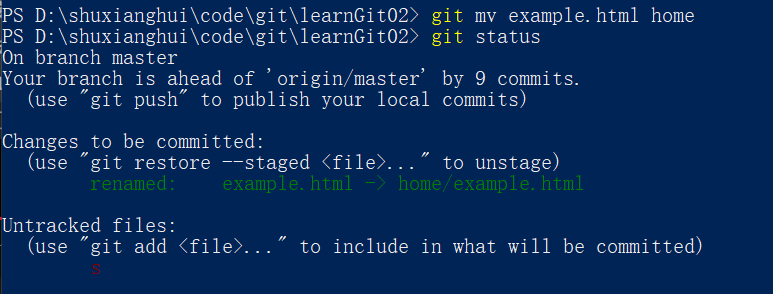 PS D:\shuxianghui\code\git\learnGit02> git mv example.html home
PS D:\shuxianghui\code\git\learnGit02> git status
On branch master
Your branch is ahead of 'origin/master' by 9 commits.
  (use "git push" to publish your local commits)

Changes to be committed:
  (use "git restore --staged <file>..." to unstage)
        renamed:    example.html -> home/example.html

Untracked files:
  (use "git add <file>..." to include in what will be committed)
        s